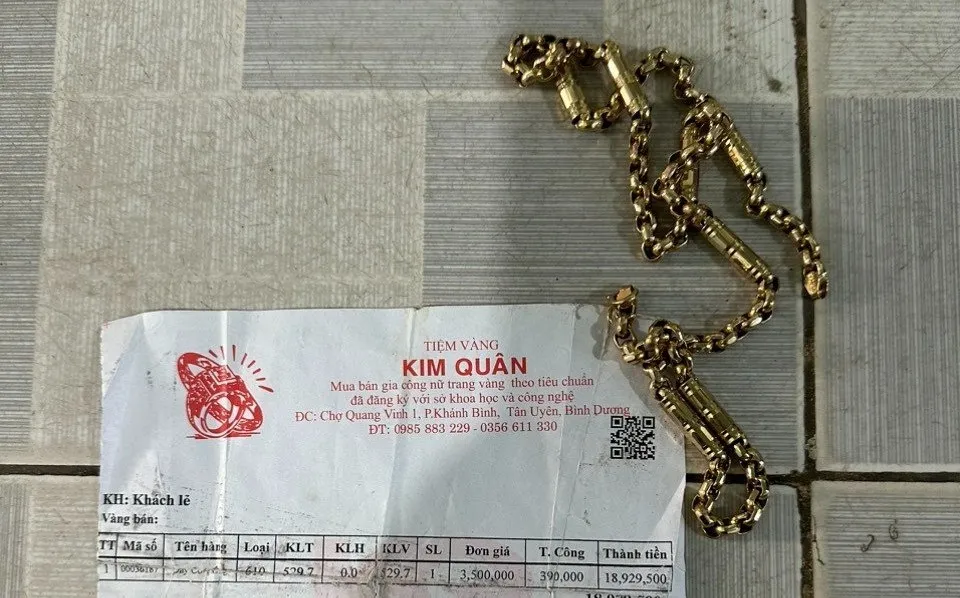 TIỆM VÀNG
KIM QUÂN
Mua bán gia công nữ trang vàng theo tiêu chuẩn
đã đăng ký với sở khoa học và công nghệ
ĐC: Chợ Quang Vinh 1, P.Khánh Bình, Tân Uyên, Bình Dương
ĐT: 0985 883 229 - 0356 611 330
KH: Khách lẻ
Vàng bán:
TT Mã số Tên hàng Loại KLT KLH KLV SL Đơn giá T. Công Thành tiền
1 610 529.7 0.0 529.7 1 3,500,000 390,000 18,929,500